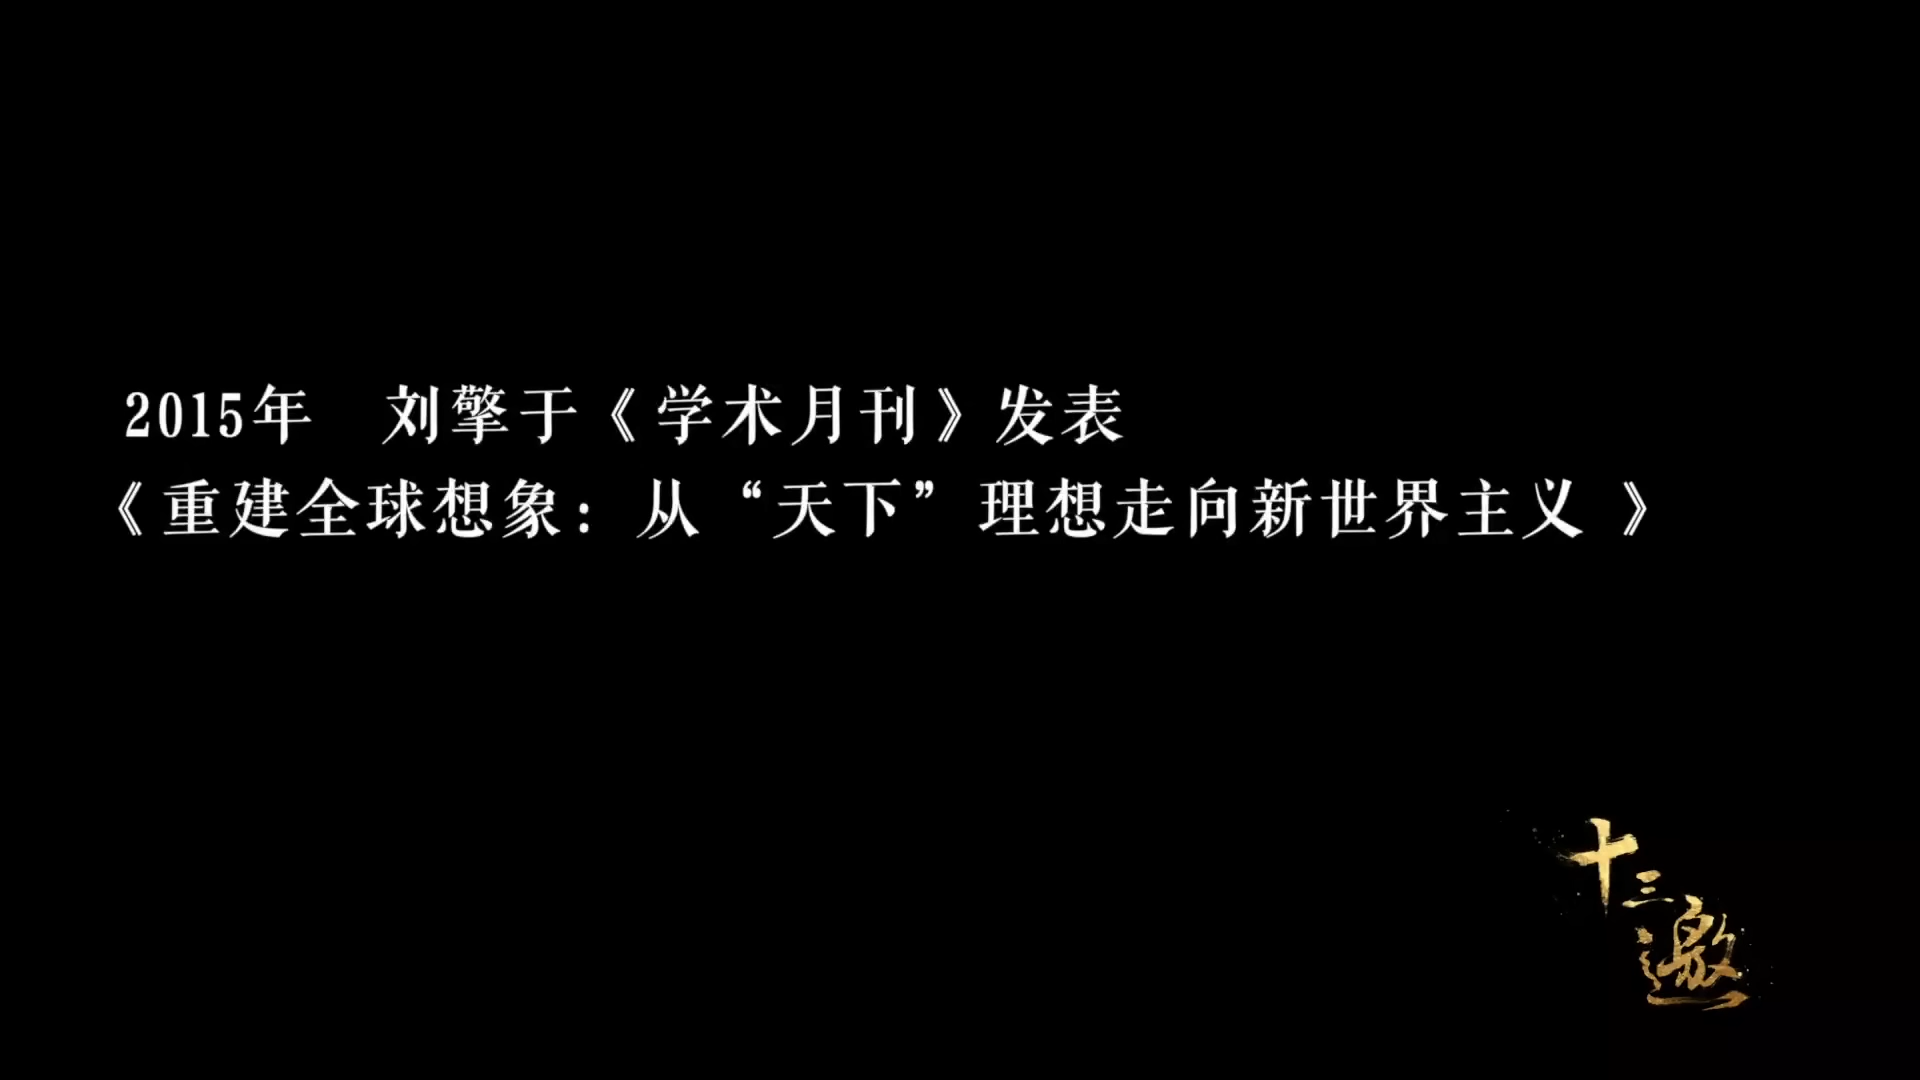 2015年　刘擎于《学术月刊》发表
《重建全球想象：从“天下”理想走向新世界主义》
十三邀